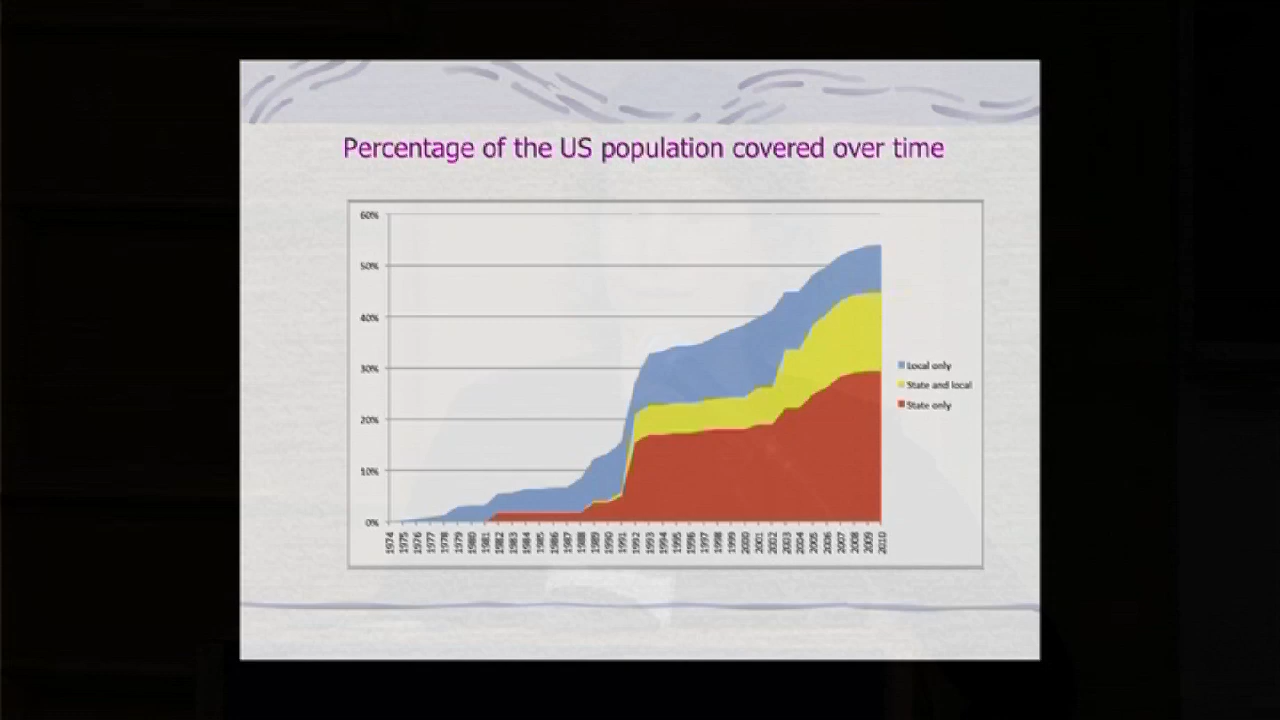 Percentage of the US population covered over time
60%
50%
40%
30%
20%
10%
0%
1974 1975 1976 1977 1978 1979 1980 1981 1982 1983 1984 1985 1986 1987 1988 1989 1990 1991 1992 1993 1994 1995 1996 1997 1998 1999 2000 2001 2002 2003 2004 2005 2006 2007 2008 2009 2010
Local only
State and local
State only